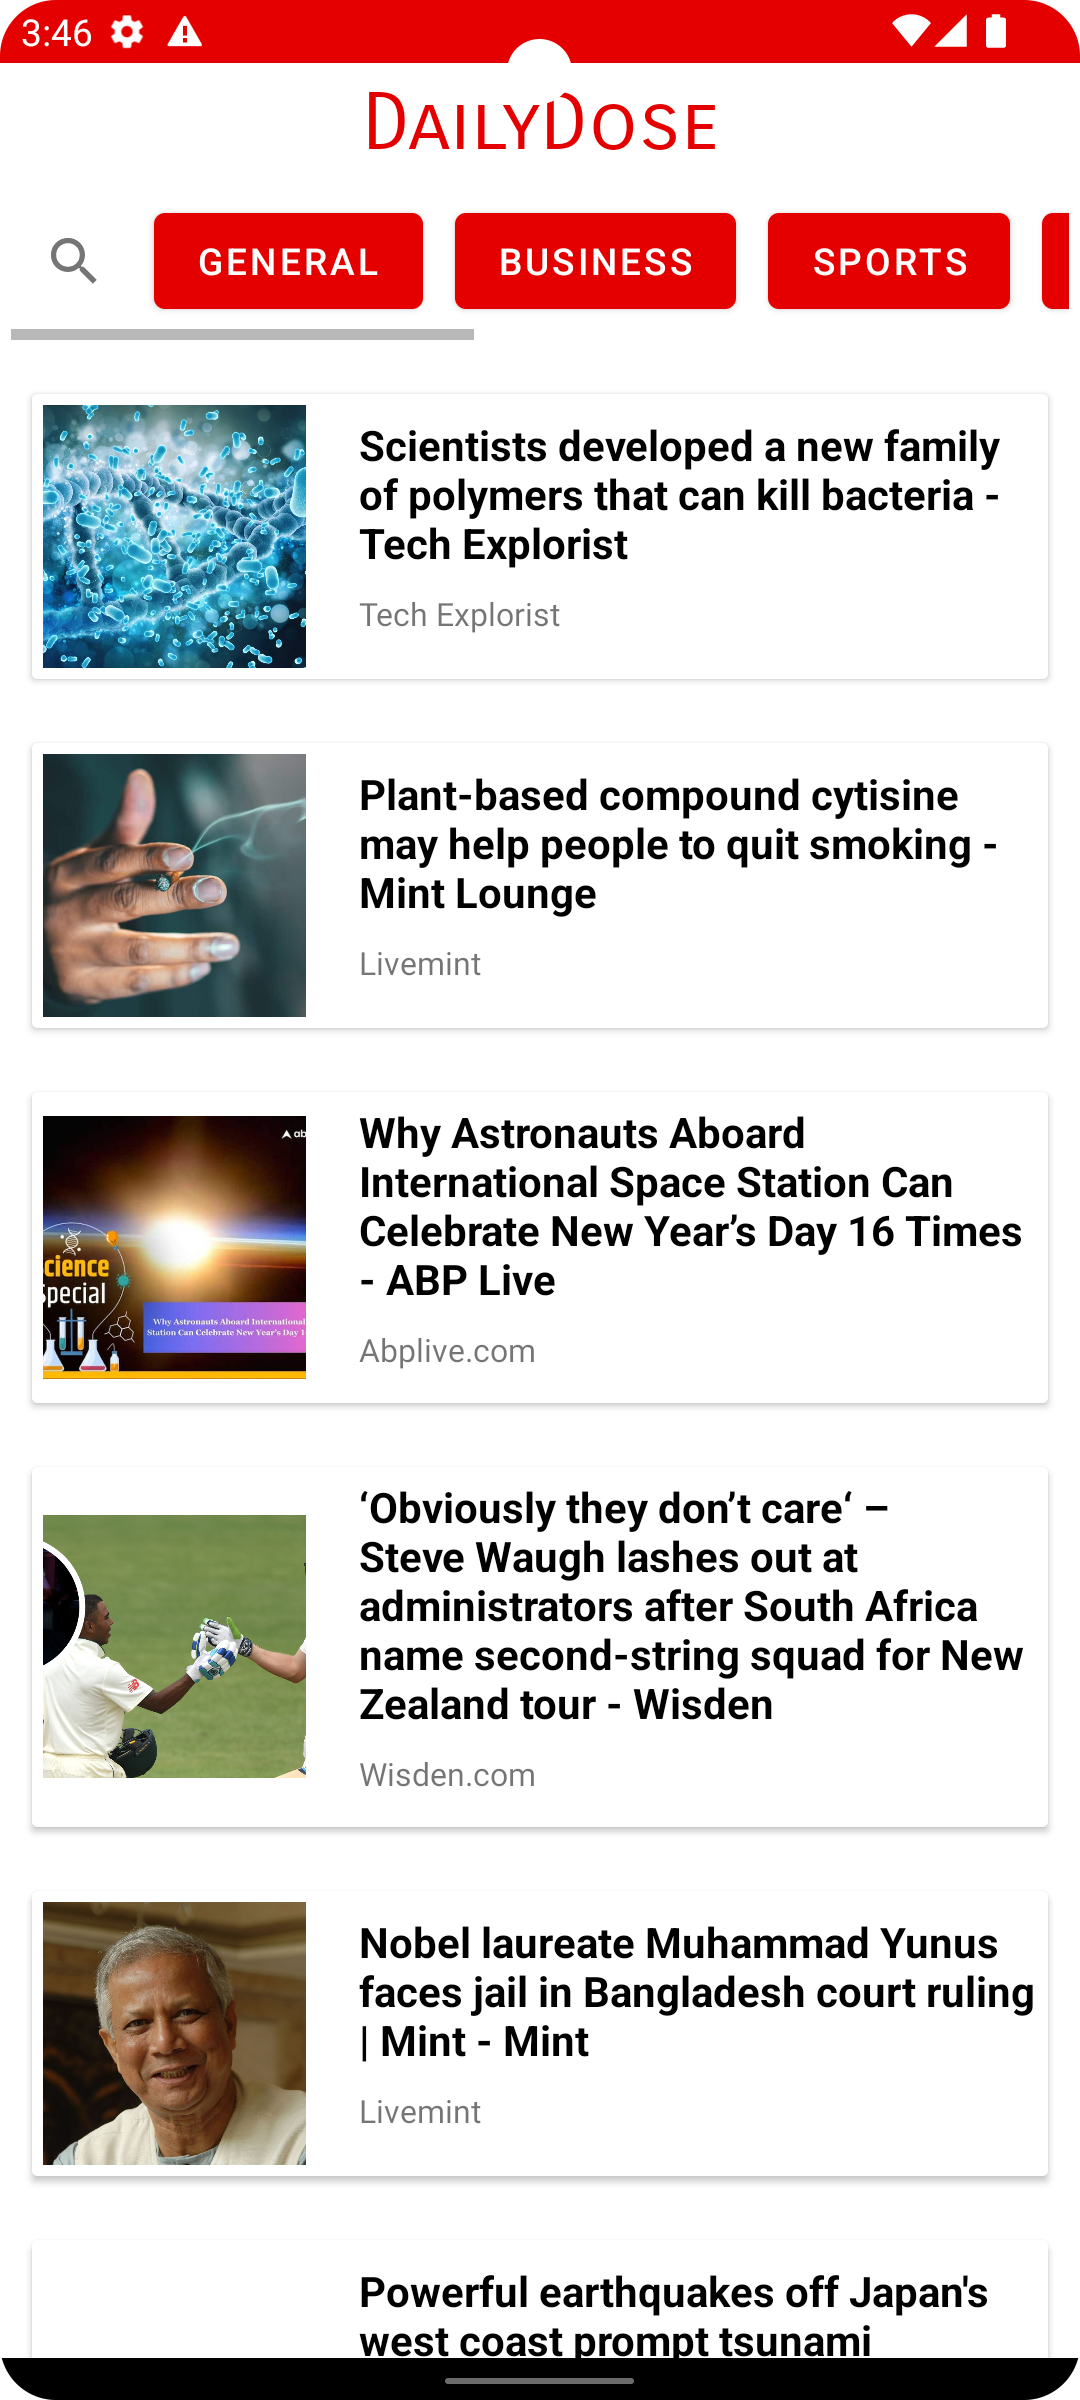 3:46
DAILYDOSE
GENERAL
BUSINESS
SPORTS
Scientists developed a new family
of polymers that can kill bacteria -
Tech Explorist
Tech Explorist
Plant-based compound cytisine
may help people to quit smoking -
Mint Lounge
Livemint
ab
cience
Special
Why Astronauts Aboard International
Station Can Celebrate New Year's Day 1
Why Astronauts Aboard
International Space Station Can
Celebrate New Year’s Day 16 Times
- ABP Live
Abplive.com
‘Obviously they don’t care‘ –
Steve Waugh lashes out at
administrators after South Africa
name second-string squad for New
Zealand tour - Wisden
Wisden.com
Nobel laureate Muhammad Yunus
faces jail in Bangladesh court ruling
| Mint - Mint
Livemint
Powerful earthquakes off Japan's
west coast prompt tsunami